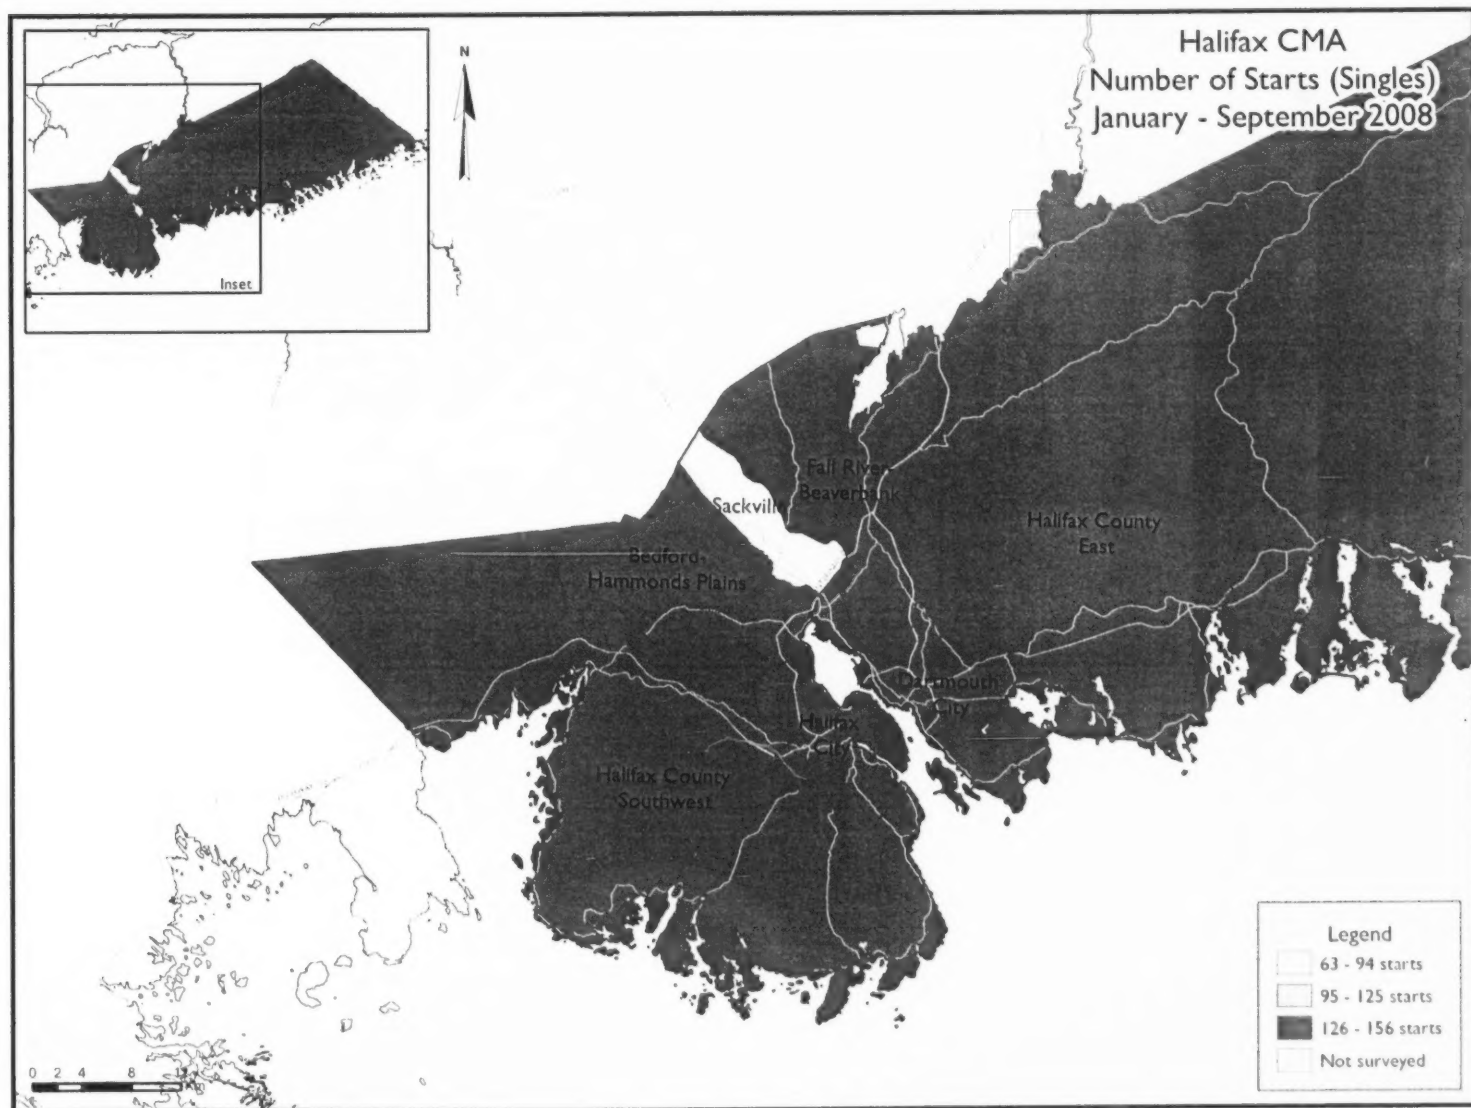 Halifax CMA
Number of Starts (Singles)
January - September 2008
N
Inset
Fall River-
Beaverbank
Sackville
Halifax County
East
Bedford-
Hammonds Plains
Dartmouth
City
Halifax
City
Halifax County
Southwest
Legend
63 - 94 starts
95 - 125 starts
126 - 156 starts
Not surveyed
0 2 4 8